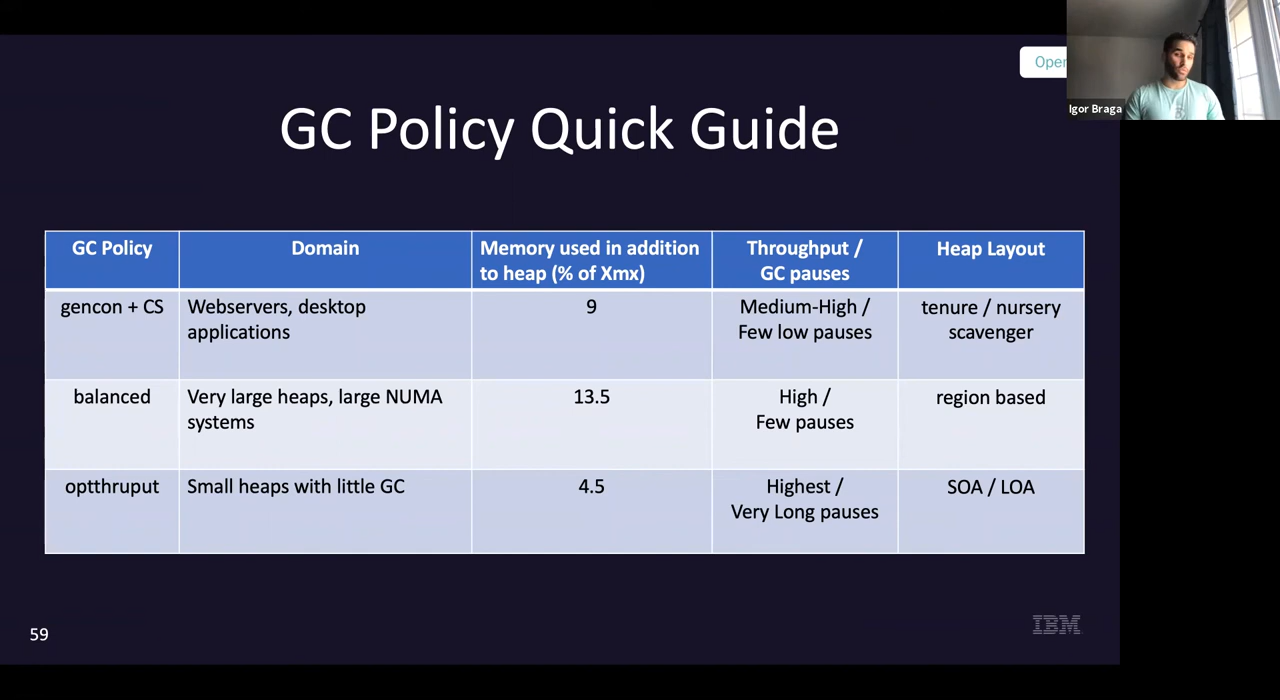 Open
Igor Braga
GC Policy Quick Guide
GC Policy
Domain
Memory used in addition
to heap (% of Xmx)
Throughput /
GC pauses
Heap Layout
gencon + CS
Webservers, desktop
applications
9
Medium-High /
Few low pauses
tenure / nursery
scavenger
balanced
Very large heaps, large NUMA
systems
13.5
High /
Few pauses
region based
optthruput
Small heaps with little GC
4.5
Highest /
Very Long pauses
SOA / LOA
59
IBM